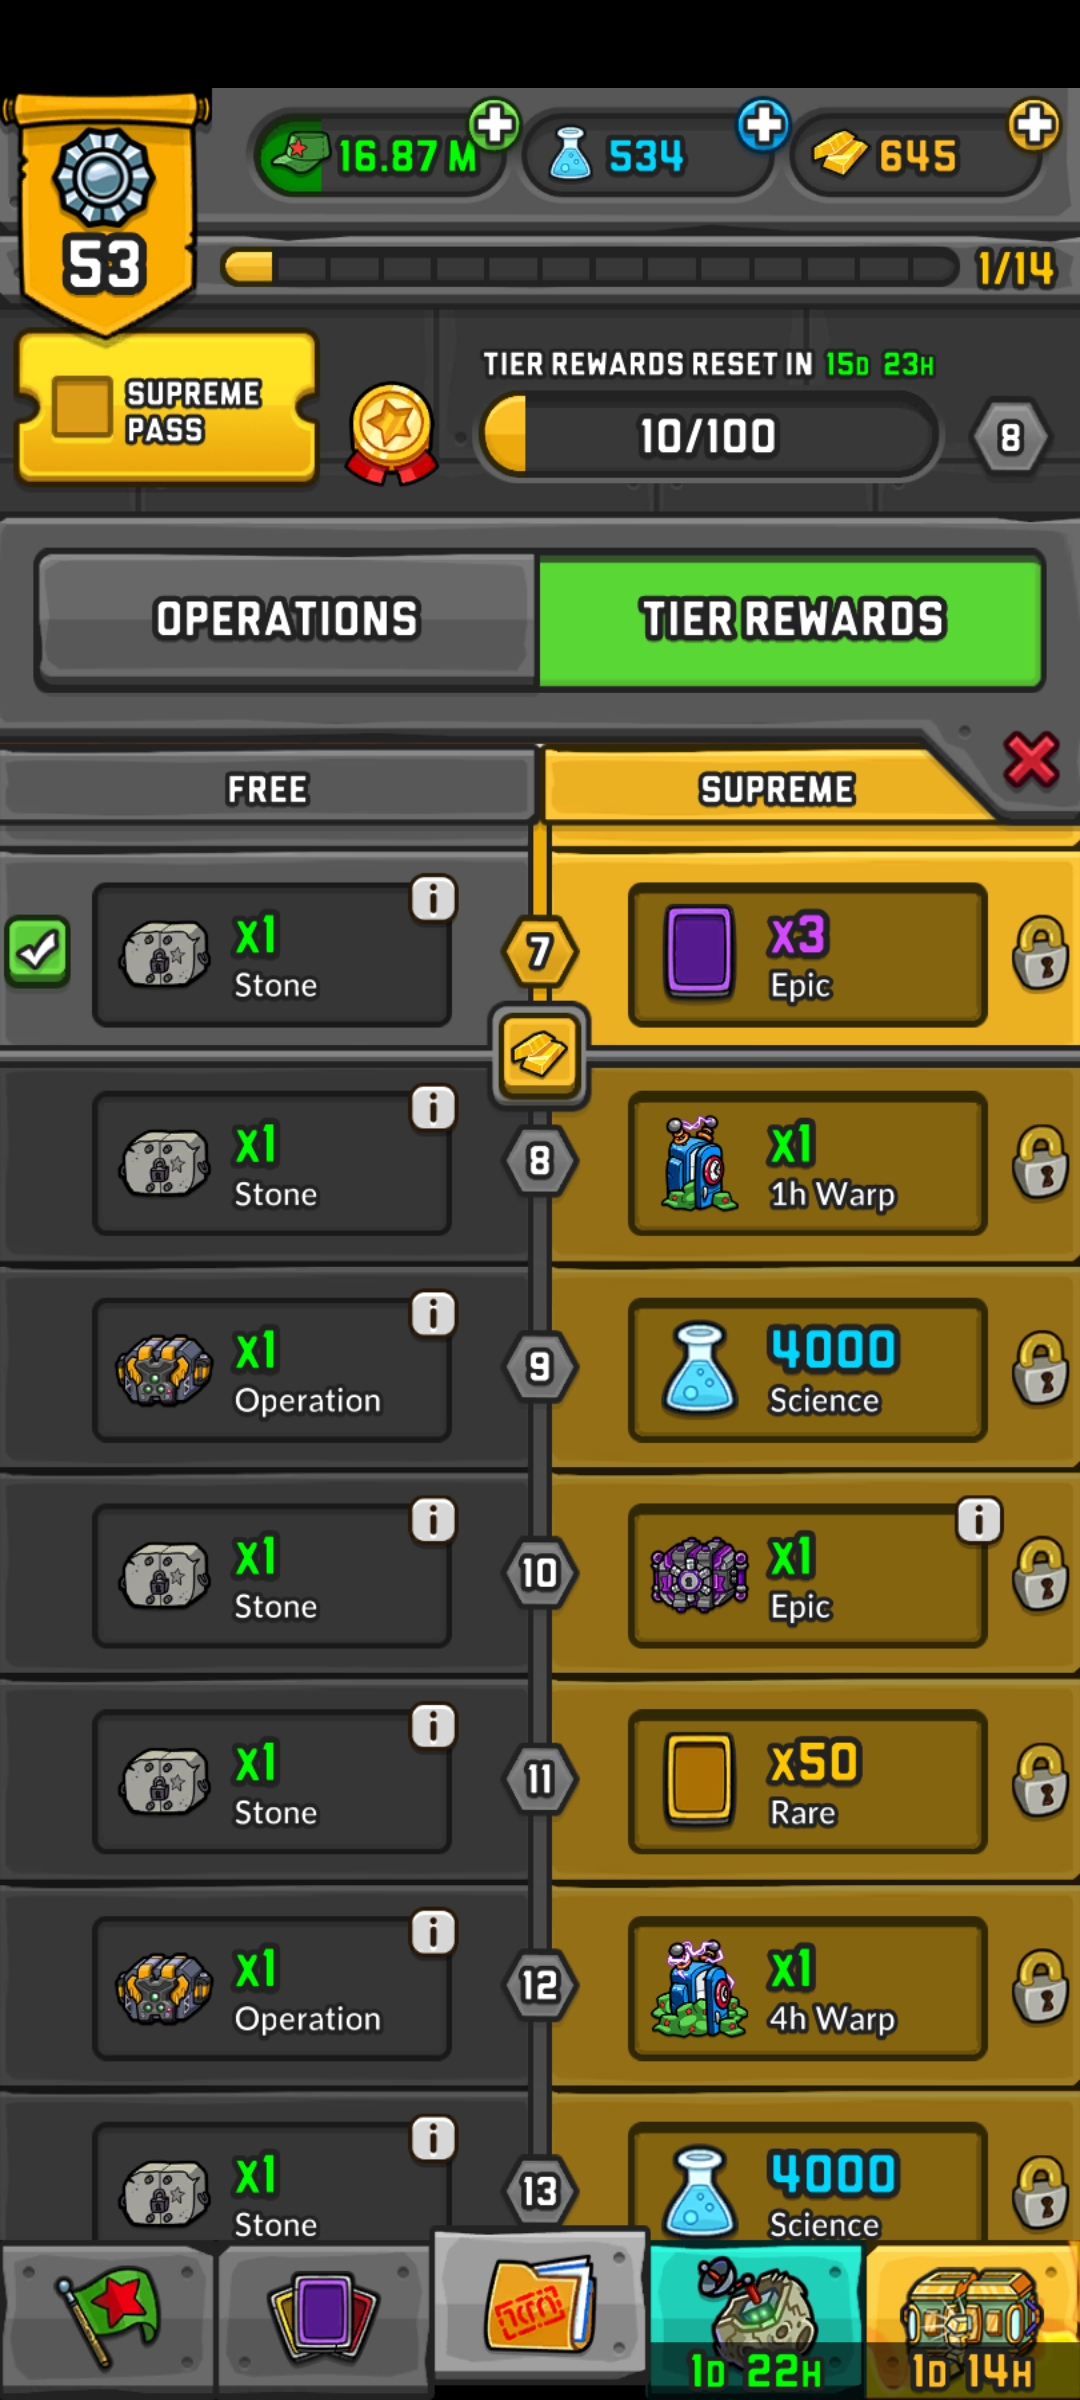 16.87 M
534
645
53
1/14
SUPREME
PASS
TIER REWARDS RESET IN 15D 23H
10/100
8
OPERATIONS
TIER REWARDS
FREE
SUPREME
x1
Stone
7
x3
Epic
x1
Stone
8
x1
1h Warp
x1
Operation
9
4000
Science
x1
Stone
10
x1
Epic
x1
Stone
11
x50
Rare
x1
Operation
12
x1
4h Warp
x1
Stone
13
4000
Science
1D 22H
1D 14H